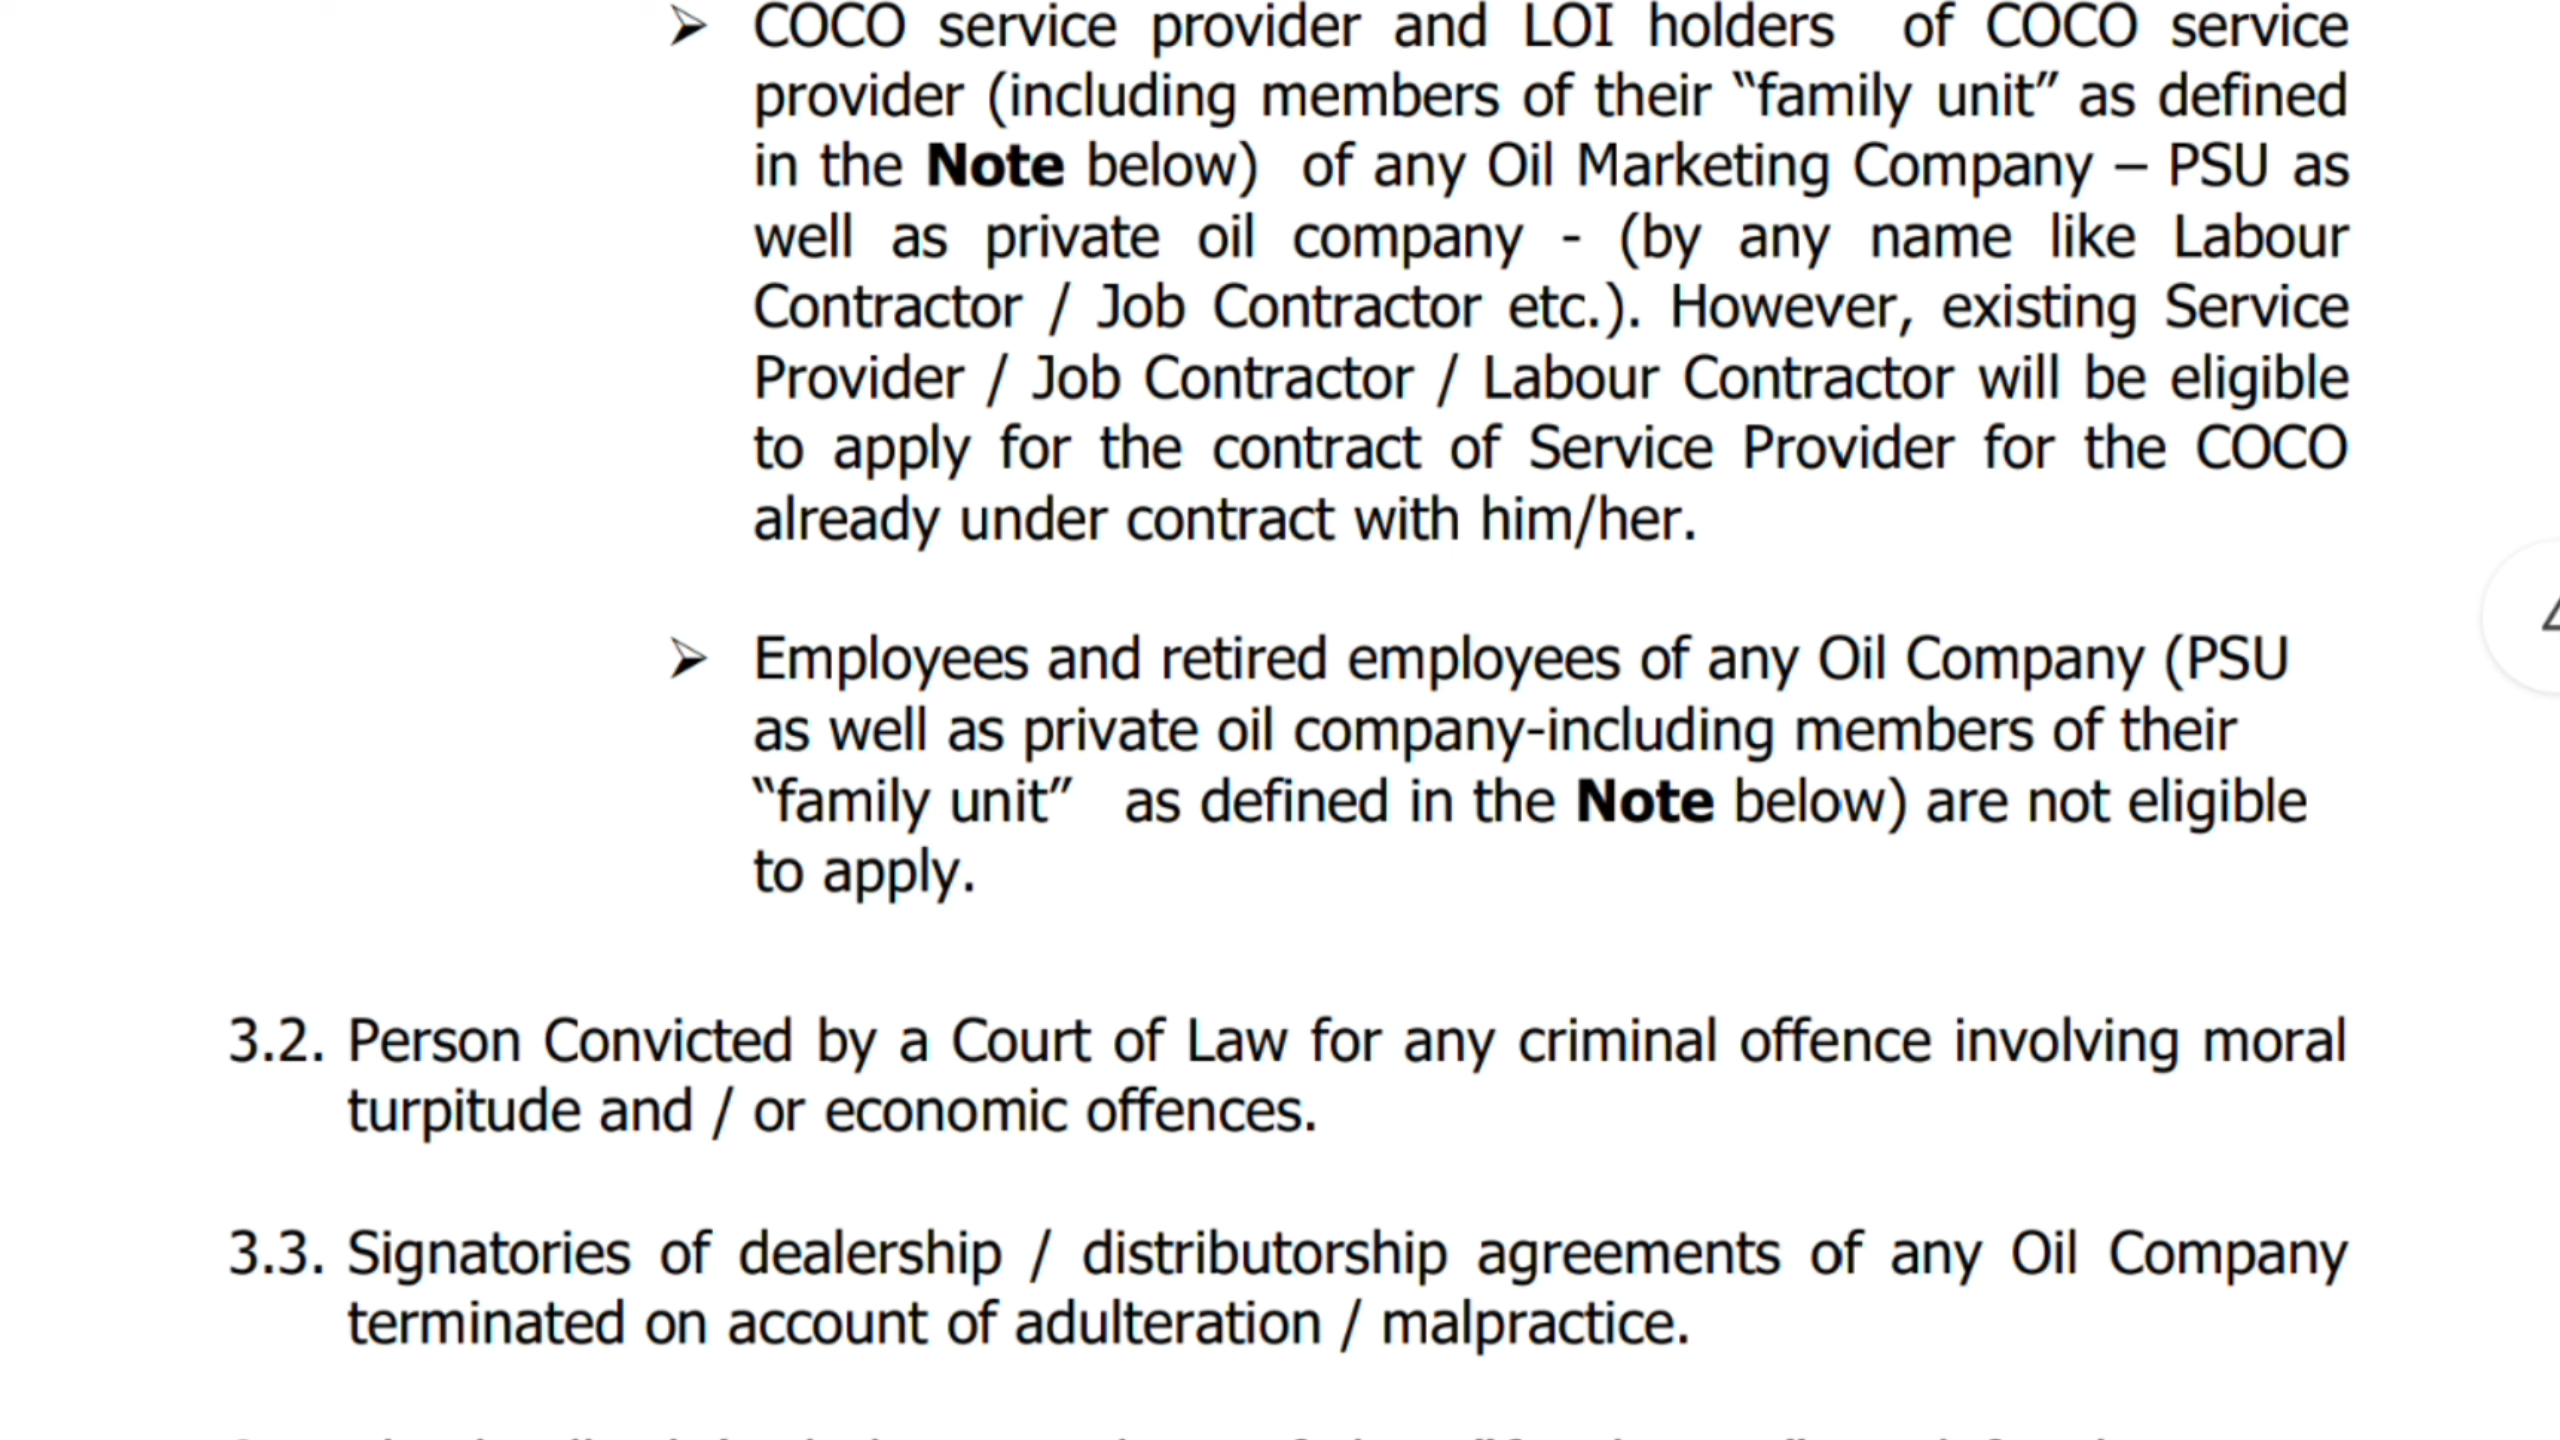 ➢ COCO service provider and LOI holders of COCO service
provider (including members of their “family unit” as defined
in the Note below) of any Oil Marketing Company – PSU as
well as private oil company - (by any name like Labour
Contractor / Job Contractor etc.). However, existing Service
Provider / Job Contractor / Labour Contractor will be eligible
to apply for the contract of Service Provider for the COCO
already under contract with him/her.
➢ Employees and retired employees of any Oil Company (PSU
as well as private oil company-including members of their
“family unit” as defined in the Note below) are not eligible
to apply.
3.2. Person Convicted by a Court of Law for any criminal offence involving moral
turpitude and / or economic offences.
3.3. Signatories of dealership / distributorship agreements of any Oil Company
terminated on account of adulteration / malpractice.